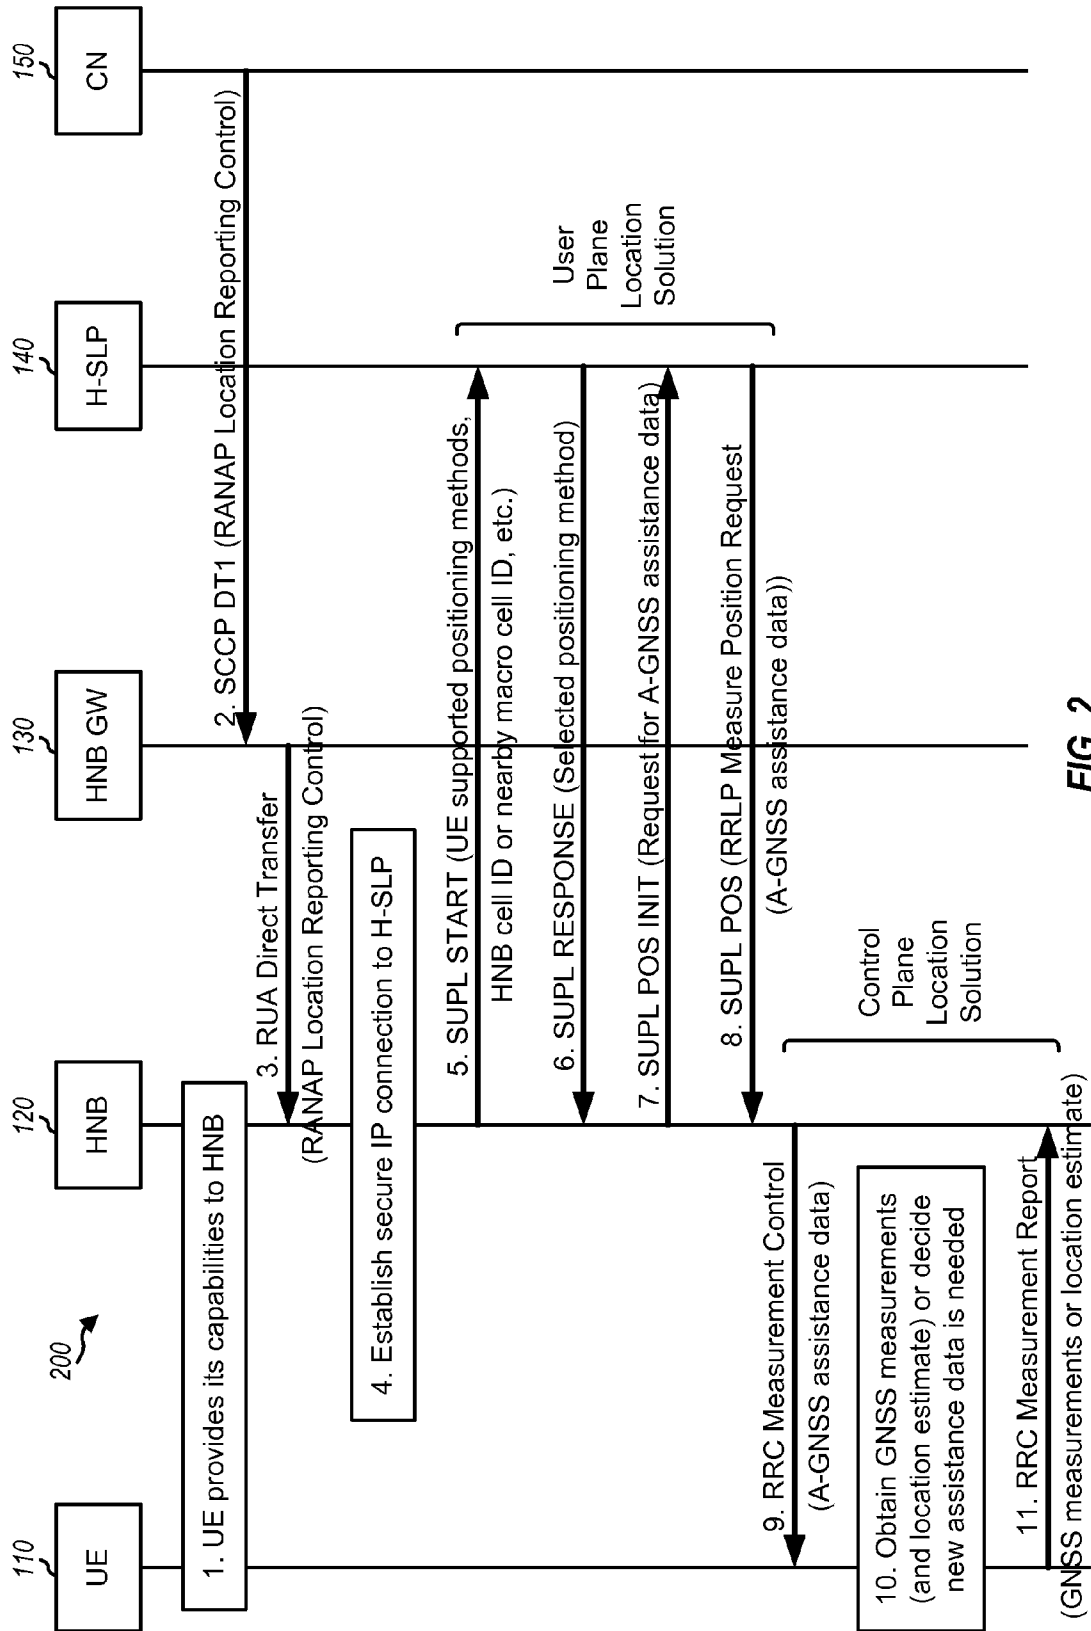 200
110
UE
120
HNB
130
HNB GW
140
H-SLP
150
CN
1. UE provides its capabilities to HNB
2. SCCP DT1 (RANAP Location Reporting Control)
3. RUA Direct Transfer
(RANAP Location Reporting Control)
4. Establish secure IP connection to H-SLP
5. SUPL START (UE supported positioning methods,
HNB cell ID or nearby macro cell ID, etc.)
6. SUPL RESPONSE (Selected positioning method)
7. SUPL POS INIT (Request for A-GNSS assistance data)
8. SUPL POS (RRLP Measure Position Request
(A-GNSS assistance data))
User
Plane
Location
Solution
9. RRC Measurement Control
(A-GNSS assistance data)
10. Obtain GNSS measurements
(and location estimate) or decide
new assistance data is needed
11. RRC Measurement Report
(GNSS measurements or location estimate)
Control
Plane
Location
Solution
FIG. 2